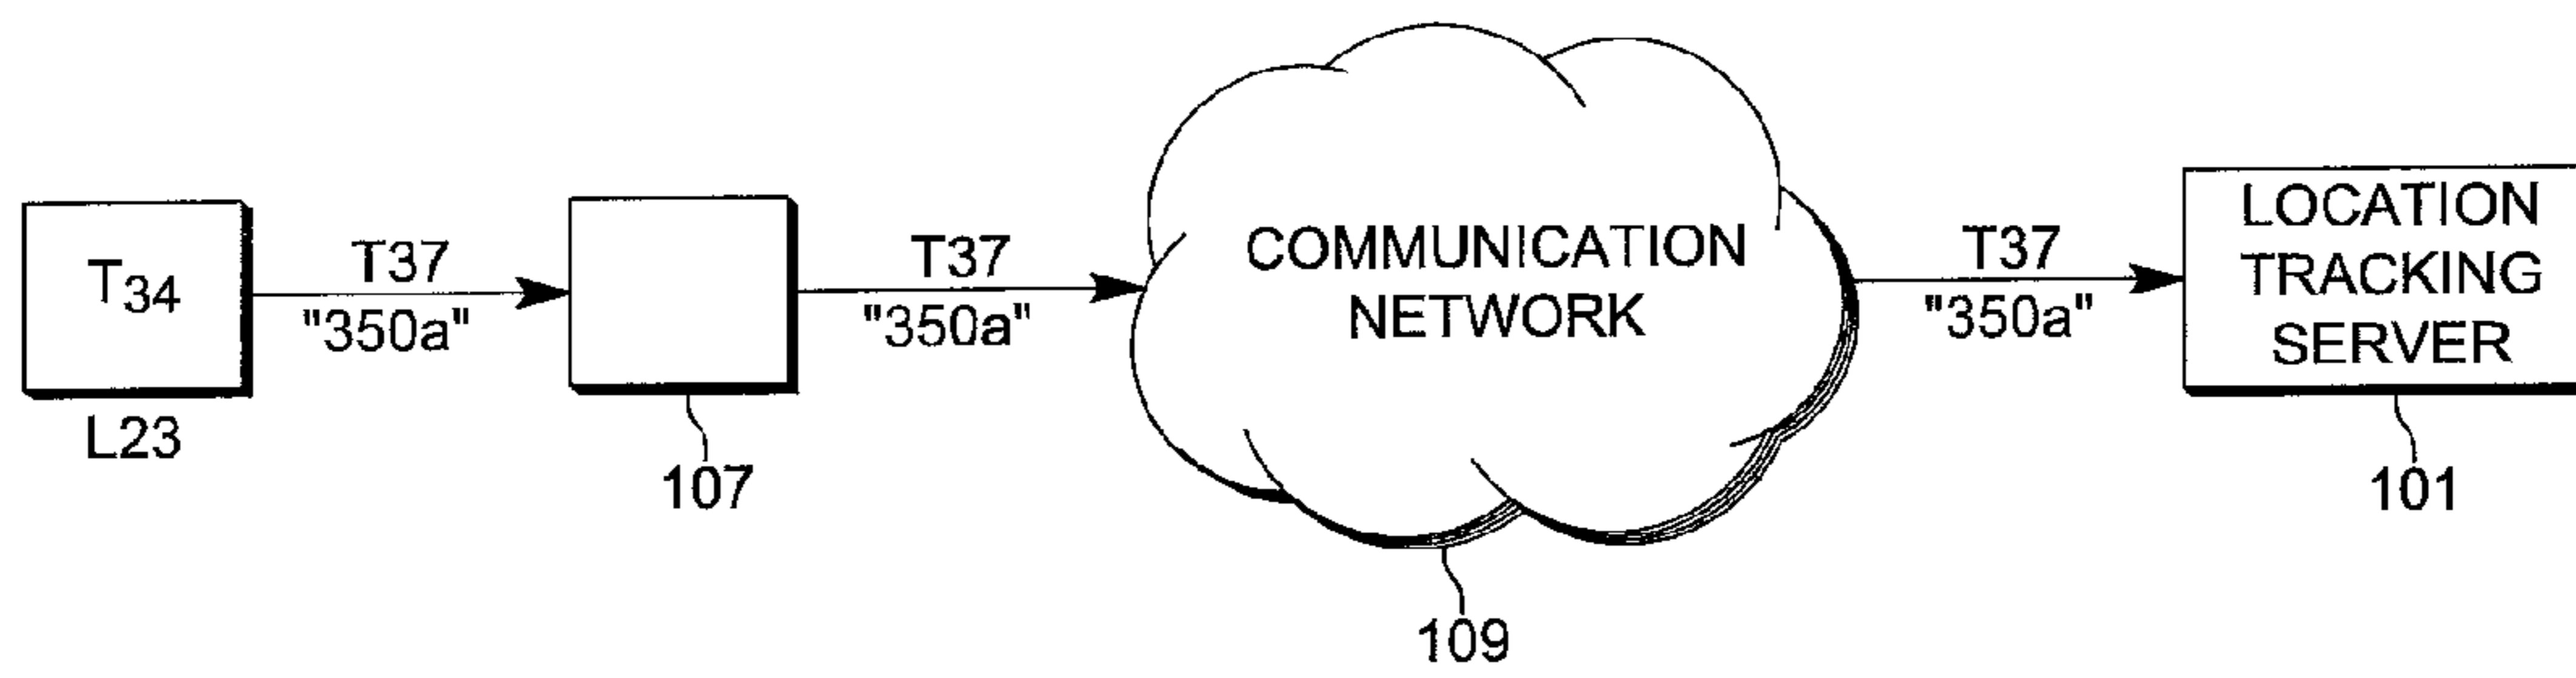 T34
L23
T37
"350a"
107
T37
"350a"
COMMUNICATION
NETWORK
109
T37
"350a"
LOCATION
TRACKING
SERVER
101